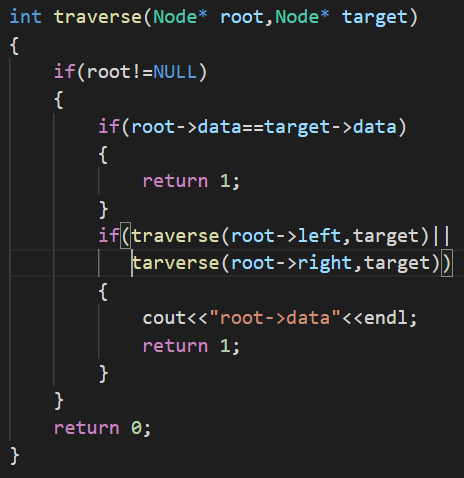 int traverse(Node* root,Node* target)
{
    if(root!=NULL)
    {
        if(root->data==target->data)
        {
            return 1;
        }
        if(traverse(root->left,target)||
           tarverse(root->right,target))
        {
            cout<<"root->data"<<endl;
            return 1;
        }
    }
    return 0;
}